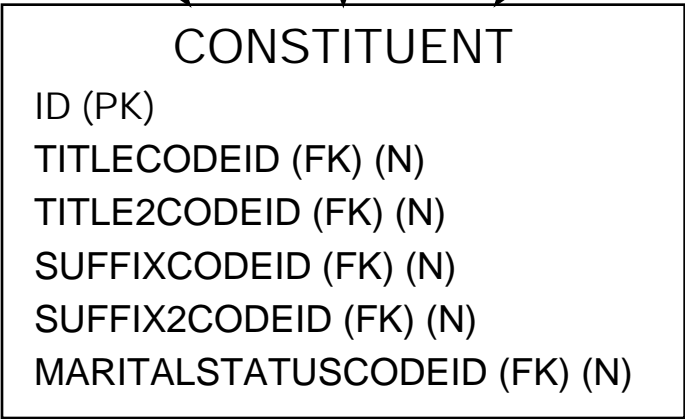 CONSTITUENT
ID (PK)
TITLECODEID (FK) (N)
TITLE2CODEID (FK) (N)
SUFFIXCODEID (FK) (N)
SUFFIX2CODEID (FK) (N)
MARITALSTATUSCODEID (FK) (N)